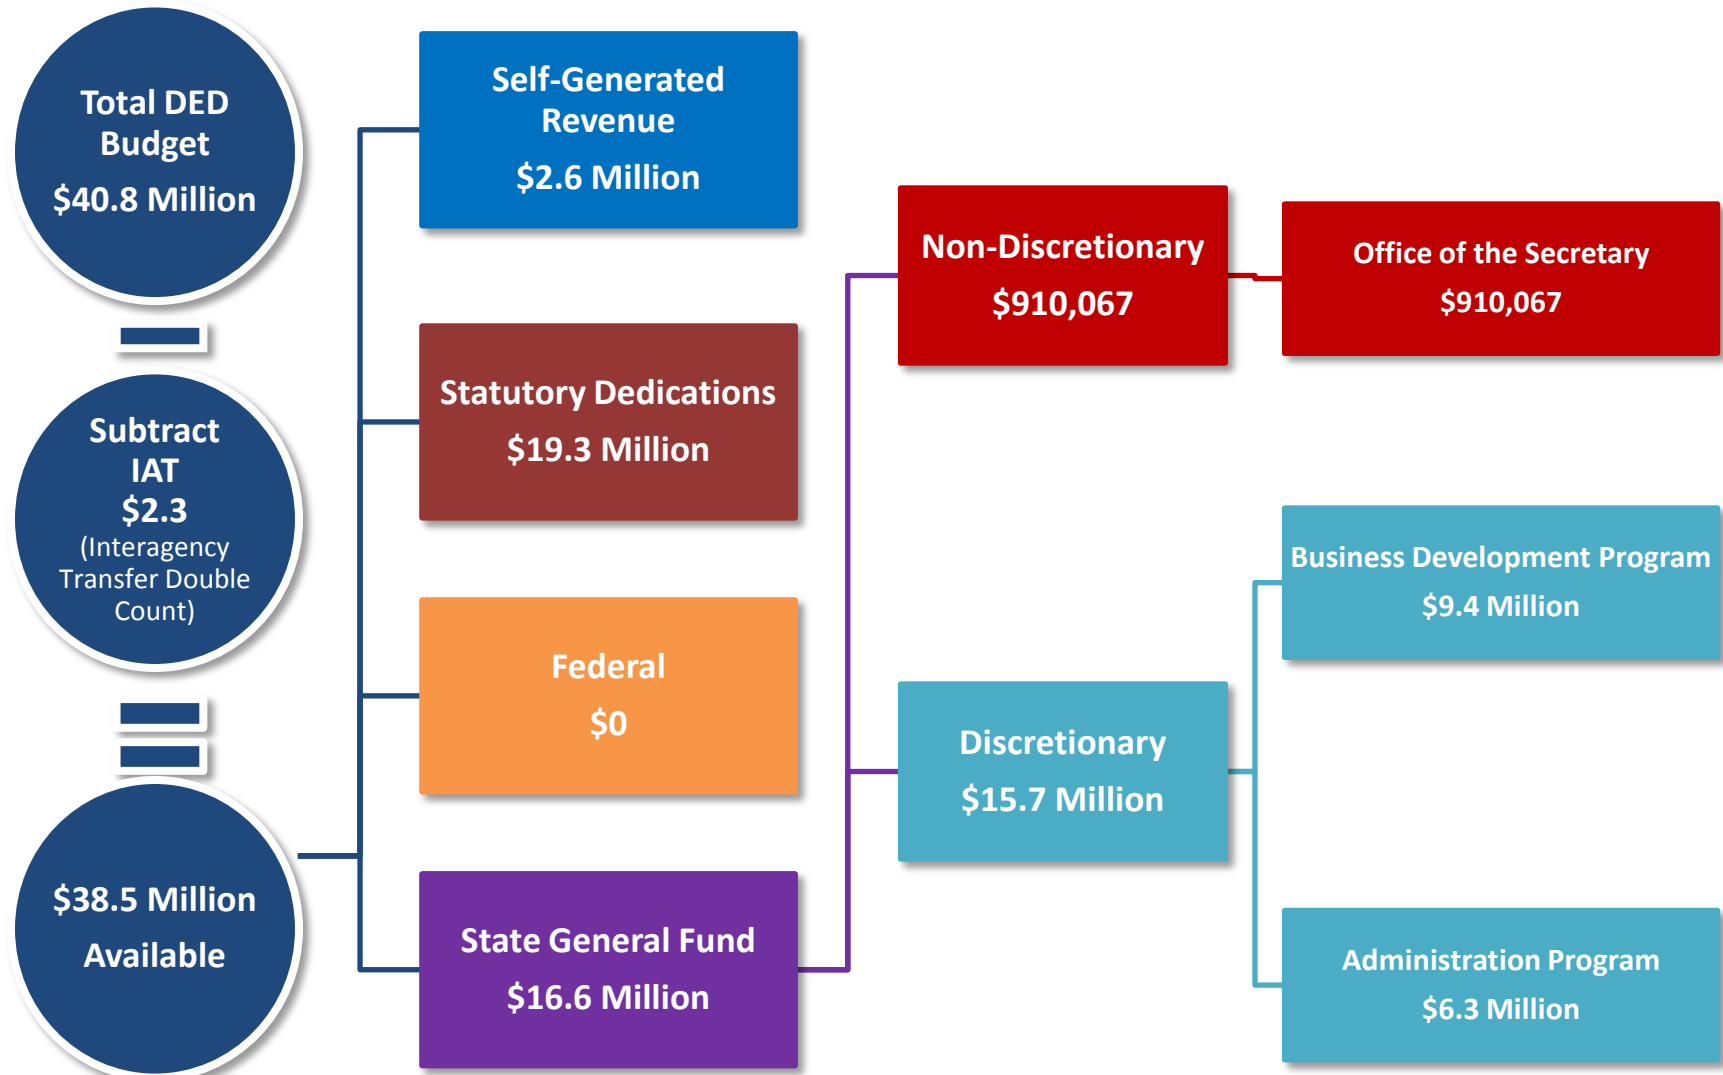 Total DED
Budget
$40.8 Million
Subtract
IAT
$2.3
(Interagency
Transfer Double
Count)
$38.5 Million
Available
Self-Generated
Revenue
$2.6 Million
Statutory Dedications
$19.3 Million
Federal
$0
State General Fund
$16.6 Million
Non-Discretionary
$910,067
Discretionary
$15.7 Million
Office of the Secretary
$910,067
Business Development Program
$9.4 Million
Administration Program
$6.3 Million